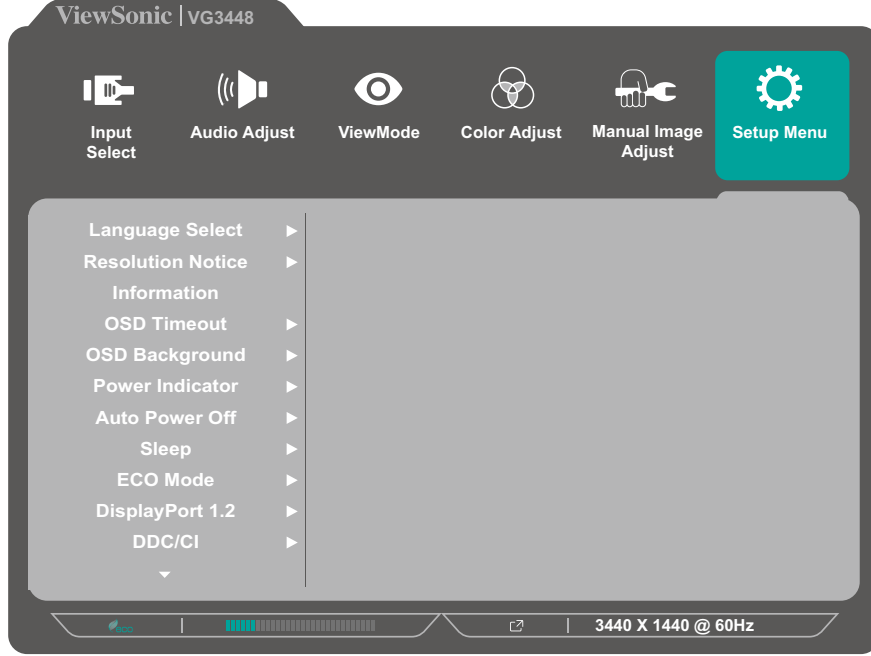 ViewSonic | VG3448
Input
Select
Audio Adjust
ViewMode
Color Adjust
Manual Image
Adjust
Setup Menu
Language Select
Resolution Notice
Information
OSD Timeout
OSD Background
Power Indicator
Auto Power Off
Sleep
ECO Mode
DisplayPort 1.2
DDC/CI
eco
3440 X 1440 @ 60Hz